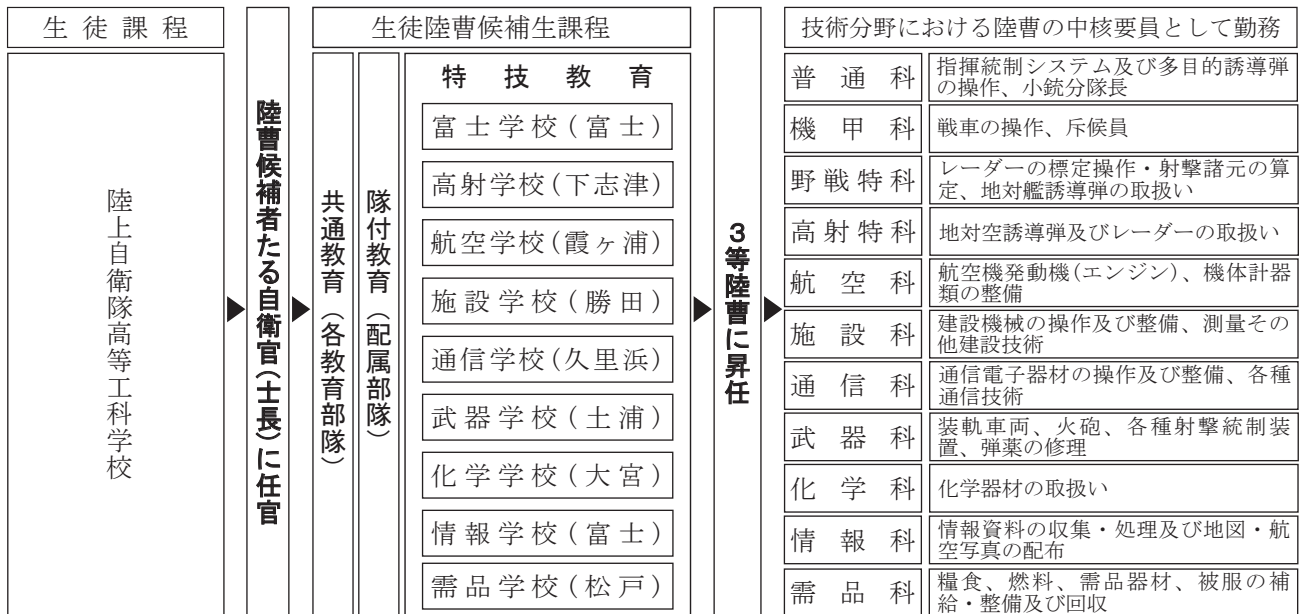 生徒課程
陸上自衛隊高等工科学校
陸曹候補者たる自衛官(士長)に任官
生徒陸曹候補生課程
共通教育(各教育部隊)
隊付教育(配属部隊)
特技教育
富士学校(富士)
高射学校(下志津)
航空学校(霞ヶ浦)
施設学校(勝田)
通信学校(久里浜)
武器学校(土浦)
化学学校(大宮)
情報学校(富士)
需品学校(松戸)
3等陸曹に昇任
技術分野における陸曹の中核要員として勤務
普通科
指揮統制システム及び多目的誘導弾
の操作、小銃分隊長
機甲科
戦車の操作、斥候員
野戦特科
レーダーの標定操作・射撃諸元の算
定、地対艦誘導弾の取扱い
高射特科
地対空誘導弾及びレーダーの取扱い
航空科
航空機発動機(エンジン)、機体計器
類の整備
施設科
建設機械の操作及び整備、測量その
他建設技術
通信科
通信電子器材の操作及び整備、各種
通信技術
武器科
装軌車両、火砲、各種射撃統制装
置、弾薬の修理
化学科
化学器材の取扱い
情報科
情報資料の収集・処理及び地図・航
空写真の配布
需品科
糧食、燃料、需品器材、被服の補
給・整備及び回収